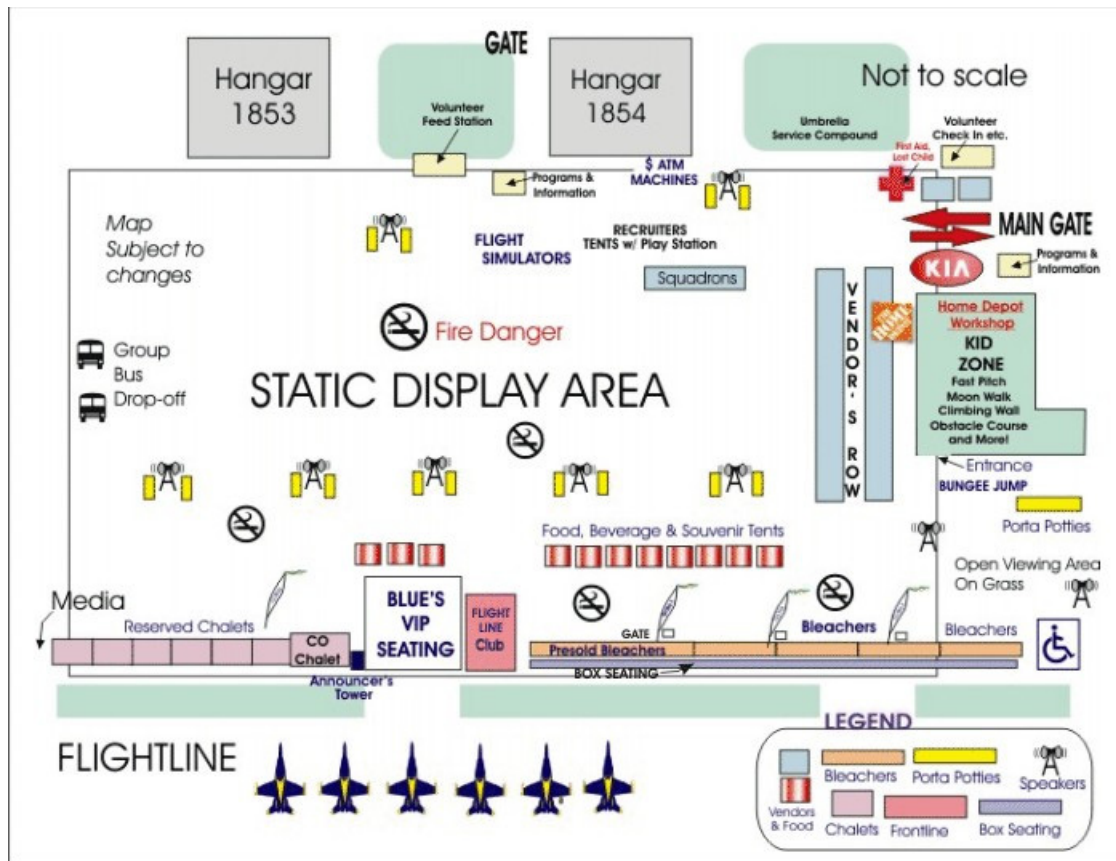 GATE
Hangar
1853
Hangar
1854
Not to scale
Volunteer
Feed Station
Umbrella
Service Compound
Volunteer
Check In etc.
First Aid,
Lost Child
Programs &
Information
$ ATM
MACHINES
Map
Subject to
changes
FLIGHT
SIMULATORS
RECRUITERS
TENTS w/ Play Station
MAIN GATE
Squadrons
KIA
Programs &
Information
VENDOR'S ROW
THE
HOME
DEPOT
Home Depot
Workshop
KID
ZONE
Fast Pitch
Moon Walk
Climbing Wall
Obstacle Course
and More!
Fire Danger
Group
Bus
Drop-off
STATIC DISPLAY AREA
Entrance
BUNGEE JUMP
Porta Potties
Food, Beverage & Souvenir Tents
Open Viewing Area
On Grass
Media
Reserved Chalets
CO
Chalet
BLUE'S
VIP
SEATING
FLIGHT
LINE
Club
GATE
Presold Bleachers
Bleachers
Bleachers
BOX SEATING
Announcer's
Tower
FLIGHTLINE
LEGEND
Vendors
& Food
Bleachers
Porta Potties
Speakers
Chalets
Frontline
Box Seating